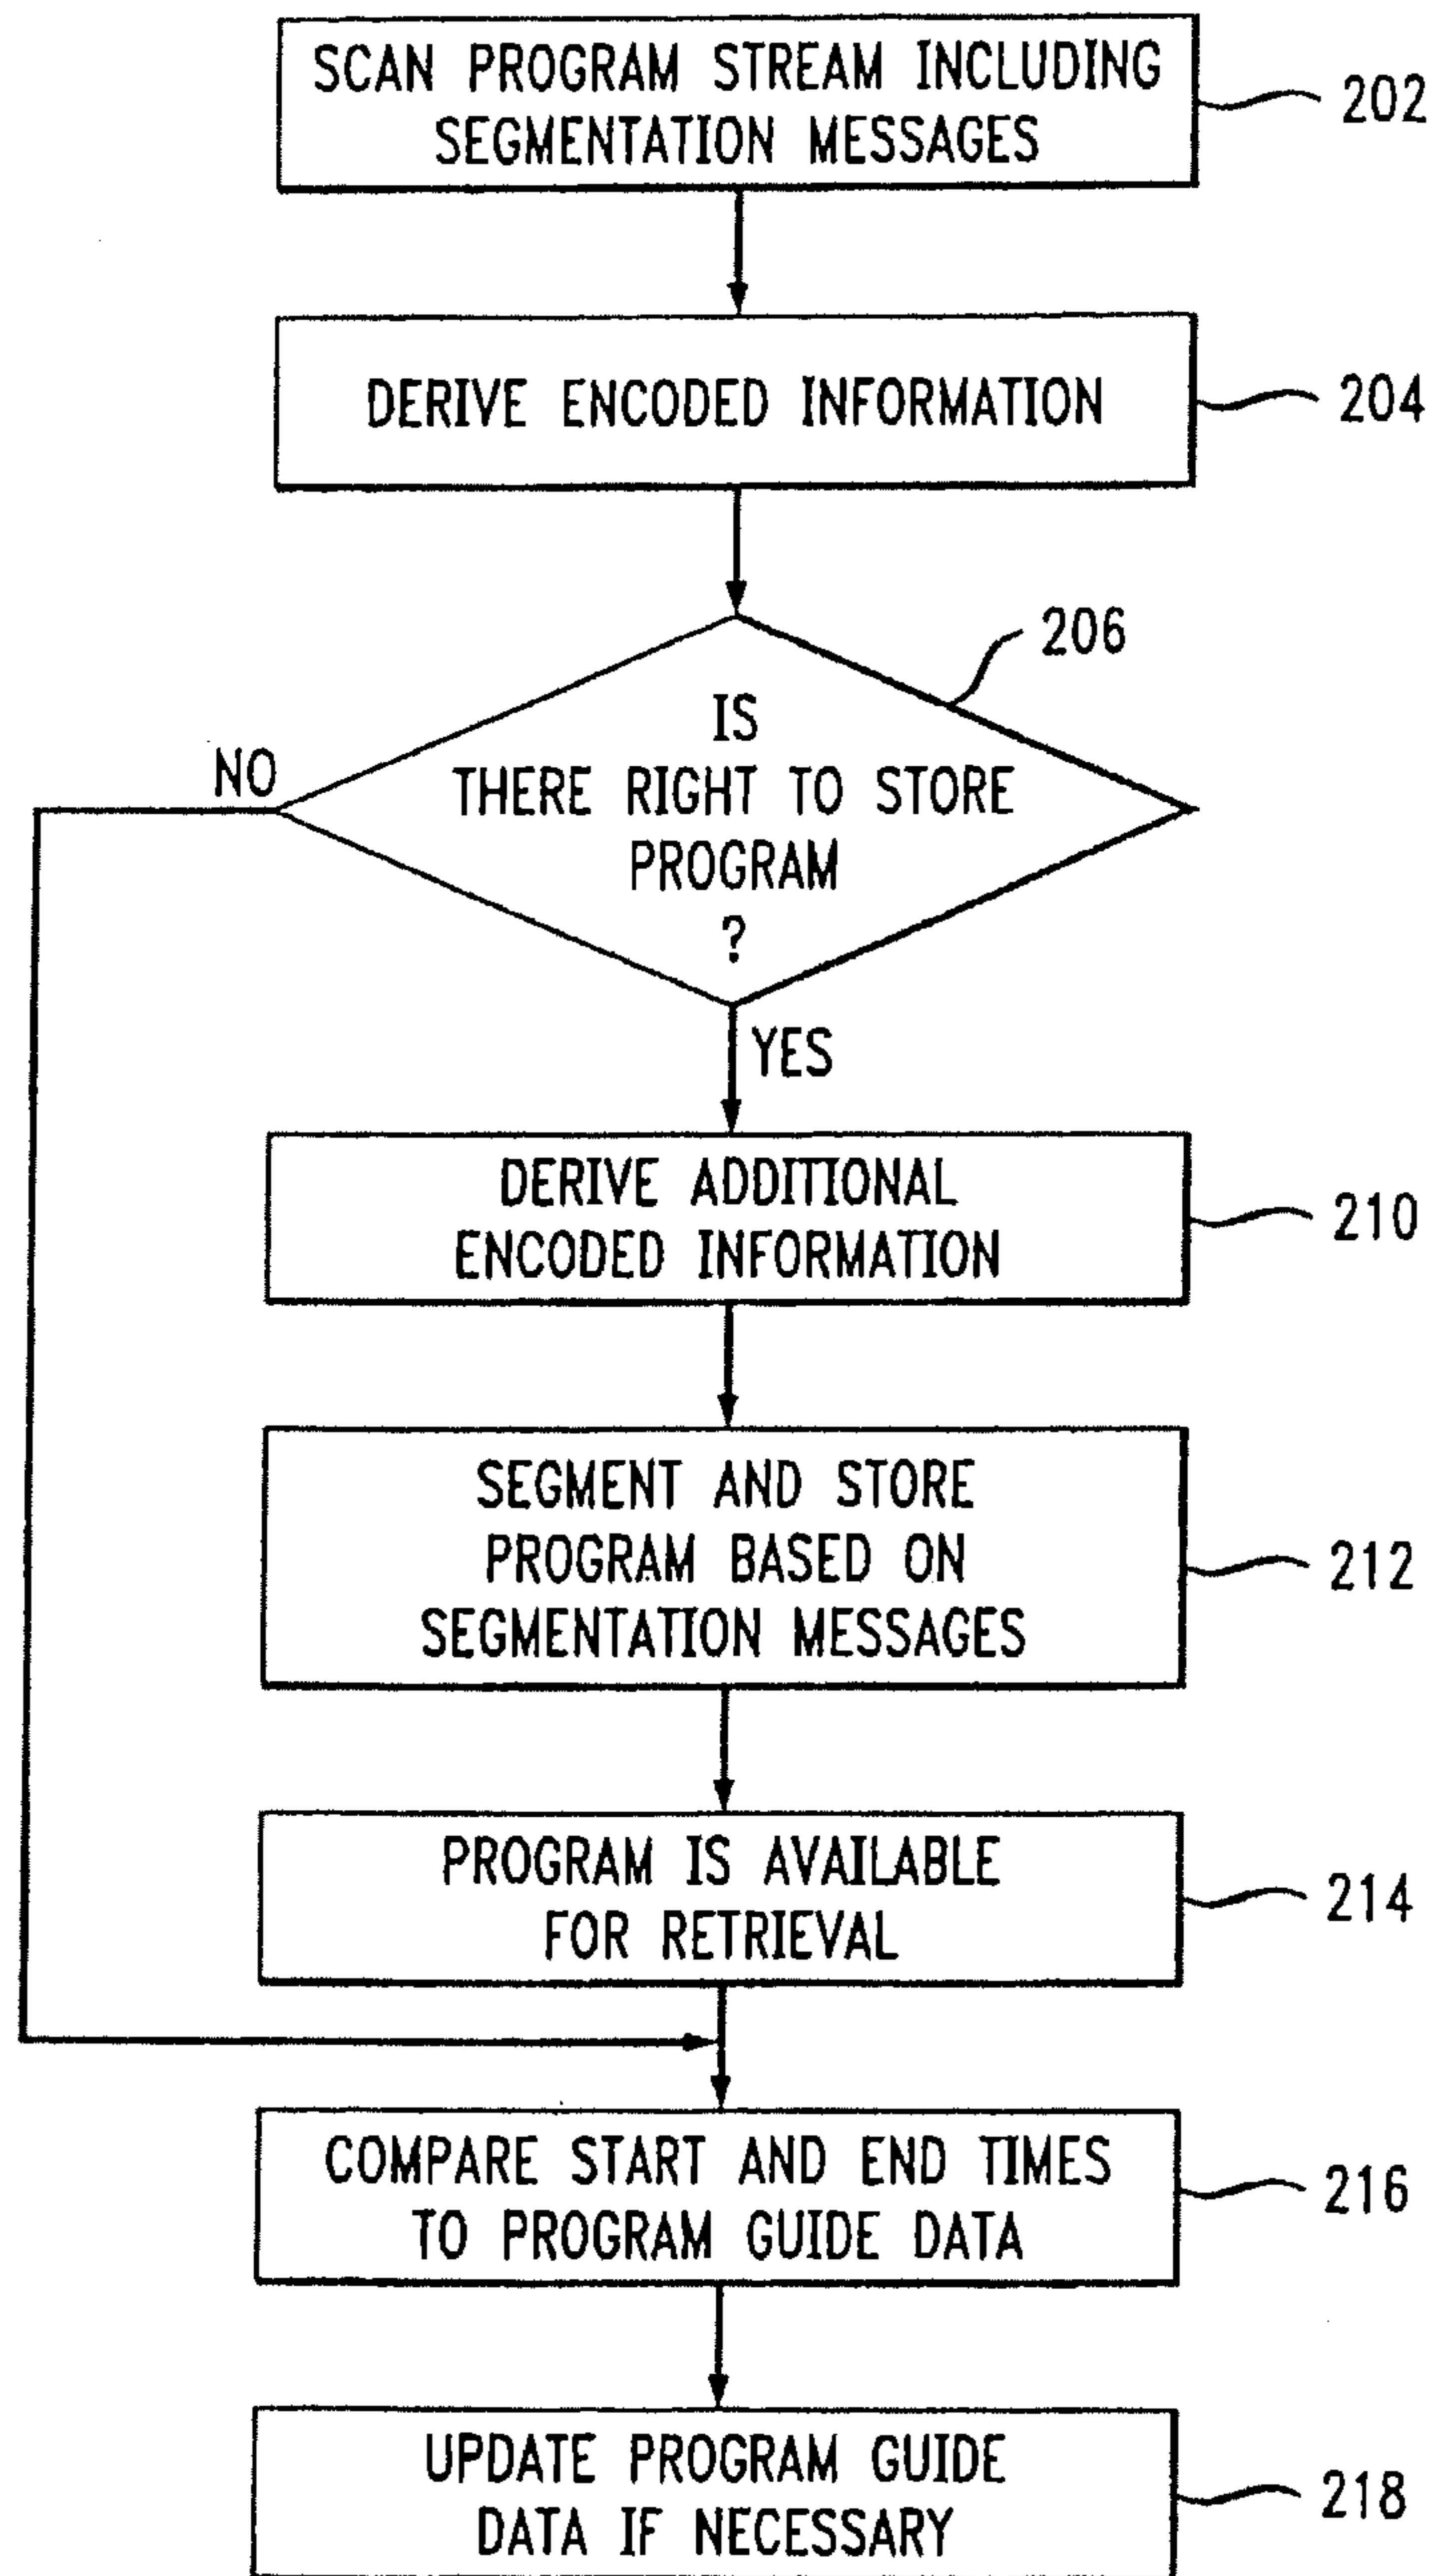 SCAN PROGRAM STREAM INCLUDING
SEGMENTATION MESSAGES
202
DERIVE ENCODED INFORMATION
204
206
IS
THERE RIGHT TO STORE
PROGRAM
?
NO
YES
DERIVE ADDITIONAL
ENCODED INFORMATION
210
SEGMENT AND STORE
PROGRAM BASED ON
SEGMENTATION MESSAGES
212
PROGRAM IS AVAILABLE
FOR RETRIEVAL
214
COMPARE START AND END TIMES
TO PROGRAM GUIDE DATA
216
UPDATE PROGRAM GUIDE
DATA IF NECESSARY
218